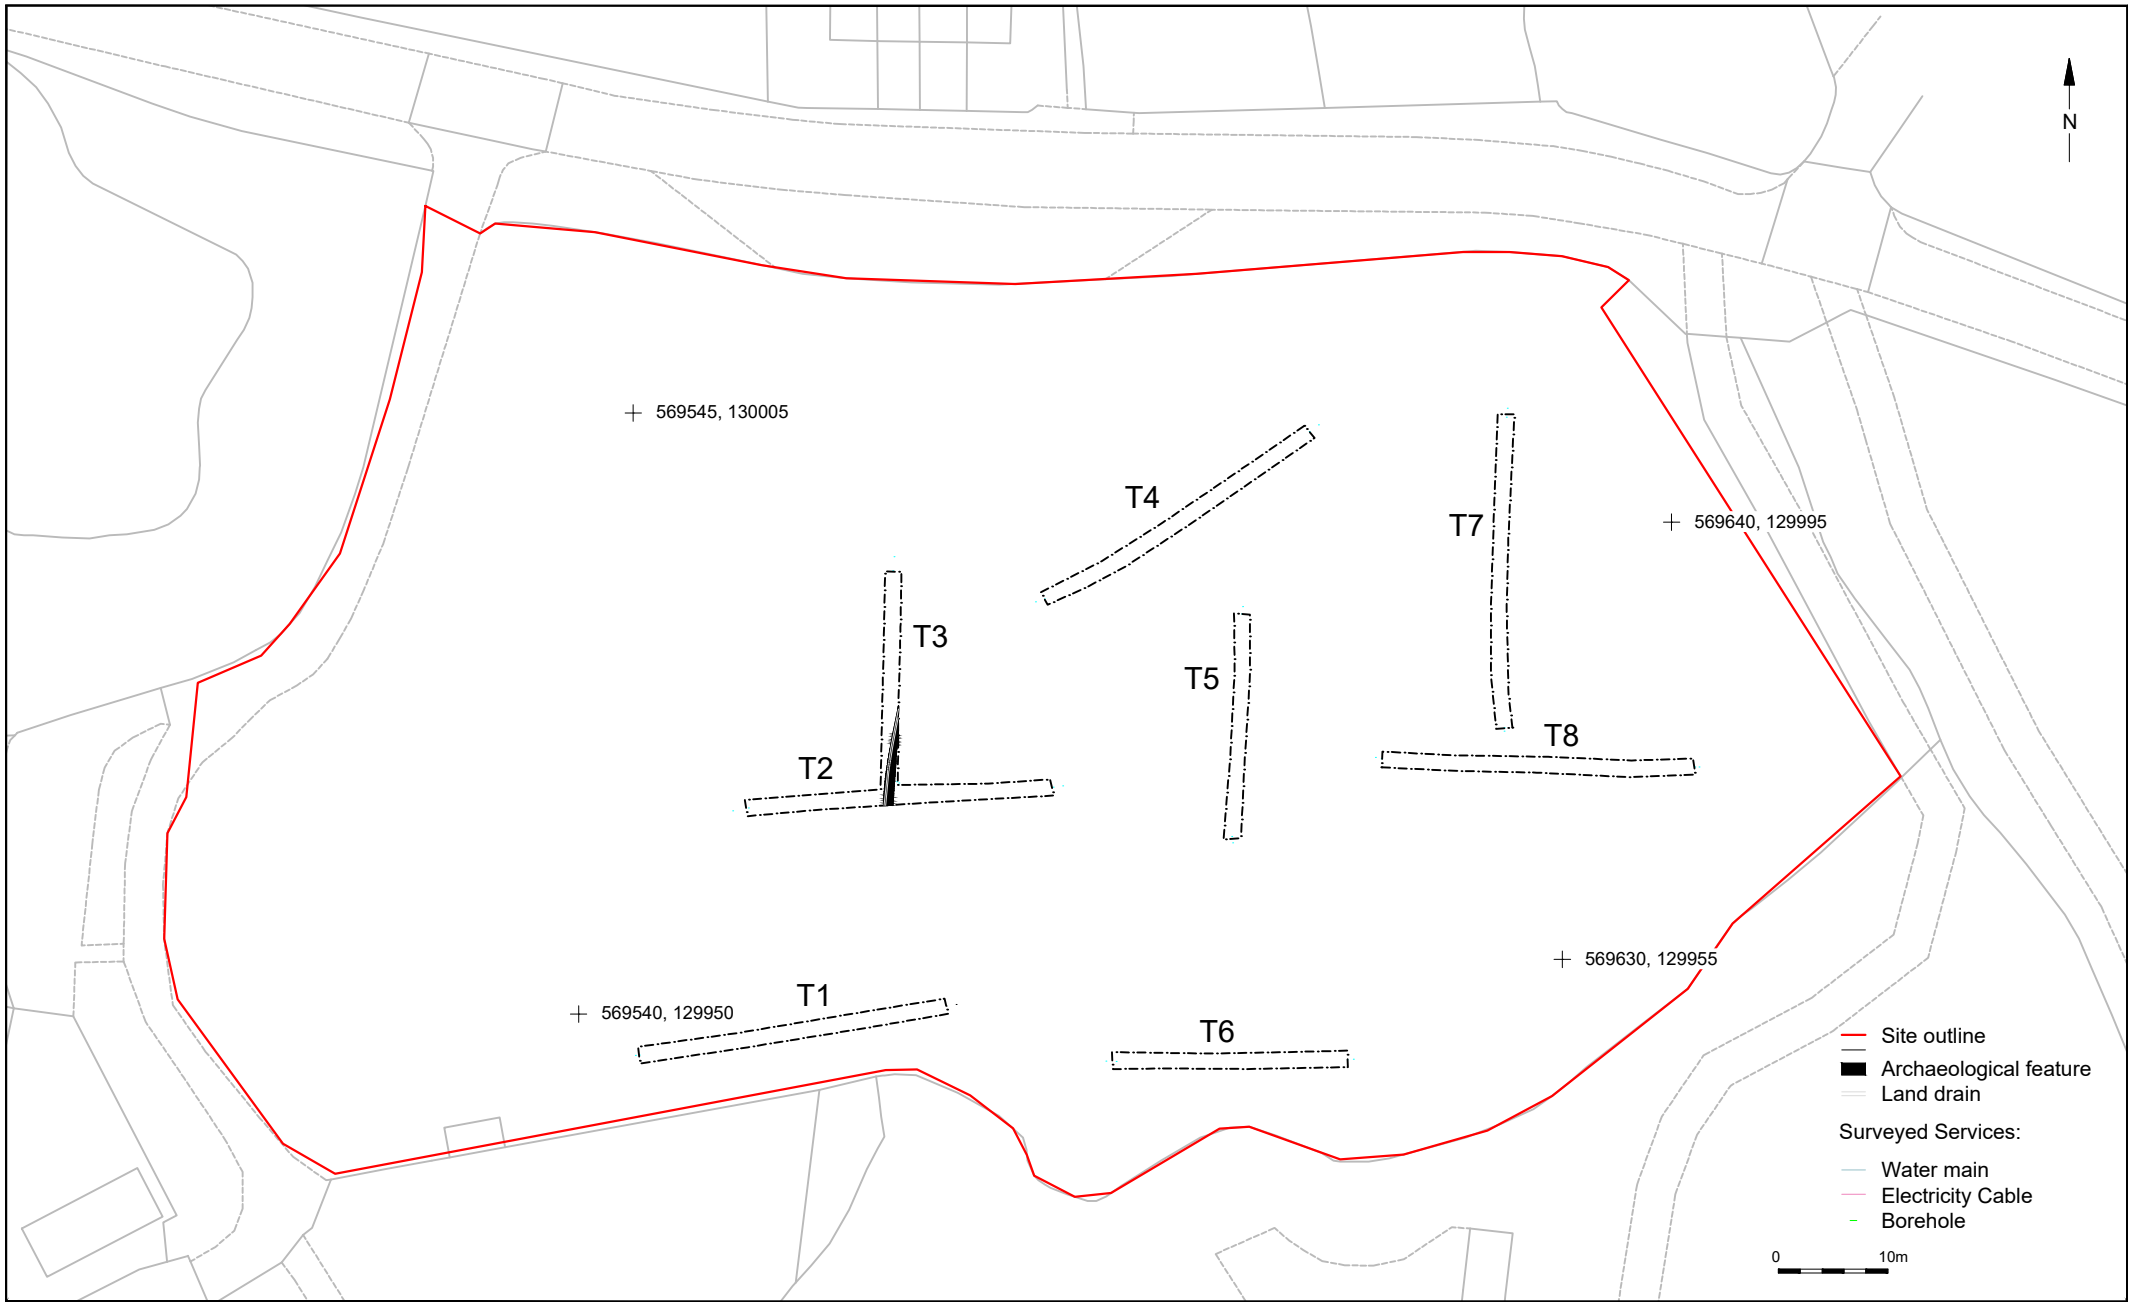 N
569545, 130005
T4
T7
569640, 129995
T3
T5
T8
T2
569630, 129955
T1
569540, 129950
T6
Site outline
Archaeological feature
Land drain
Surveyed Services:
Water main
Electricity Cable
Borehole
0 10m